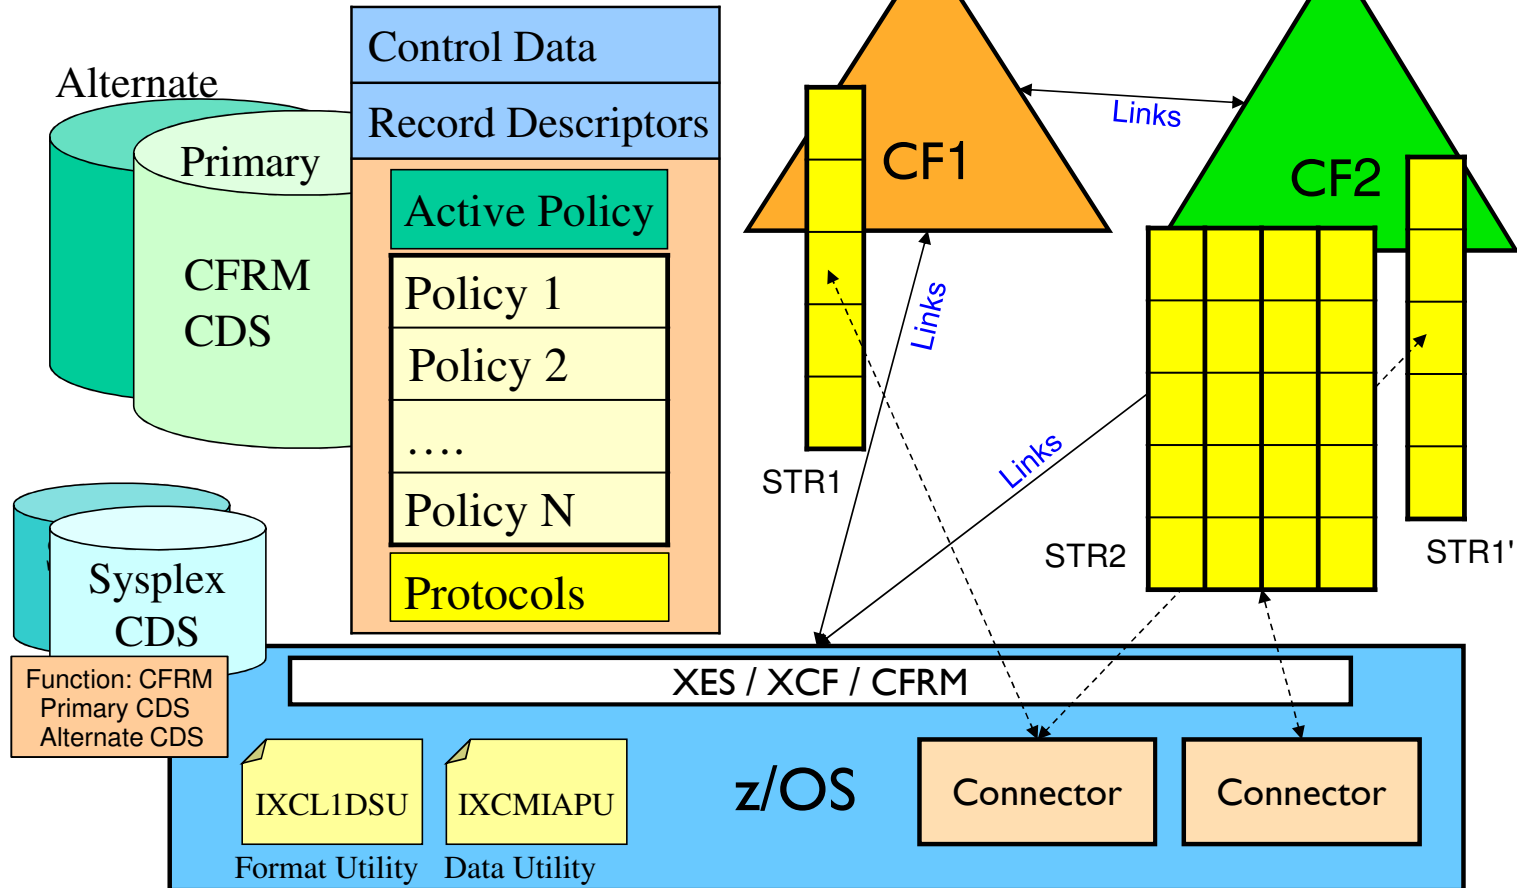 Alternate
Primary
CFRM
CDS
Control Data
Record Descriptors
Active Policy
Policy 1
Policy 2
....
Policy N
Protocols
CF1
Links
CF2
Links
Links
STR1
STR2
STR1'
Sysplex
CDS
Function: CFRM
Primary CDS
Alternate CDS
XES / XCF / CFRM
IXCL1DSU
Format Utility
IXCMIAPU
Data Utility
z/OS
Connector
Connector